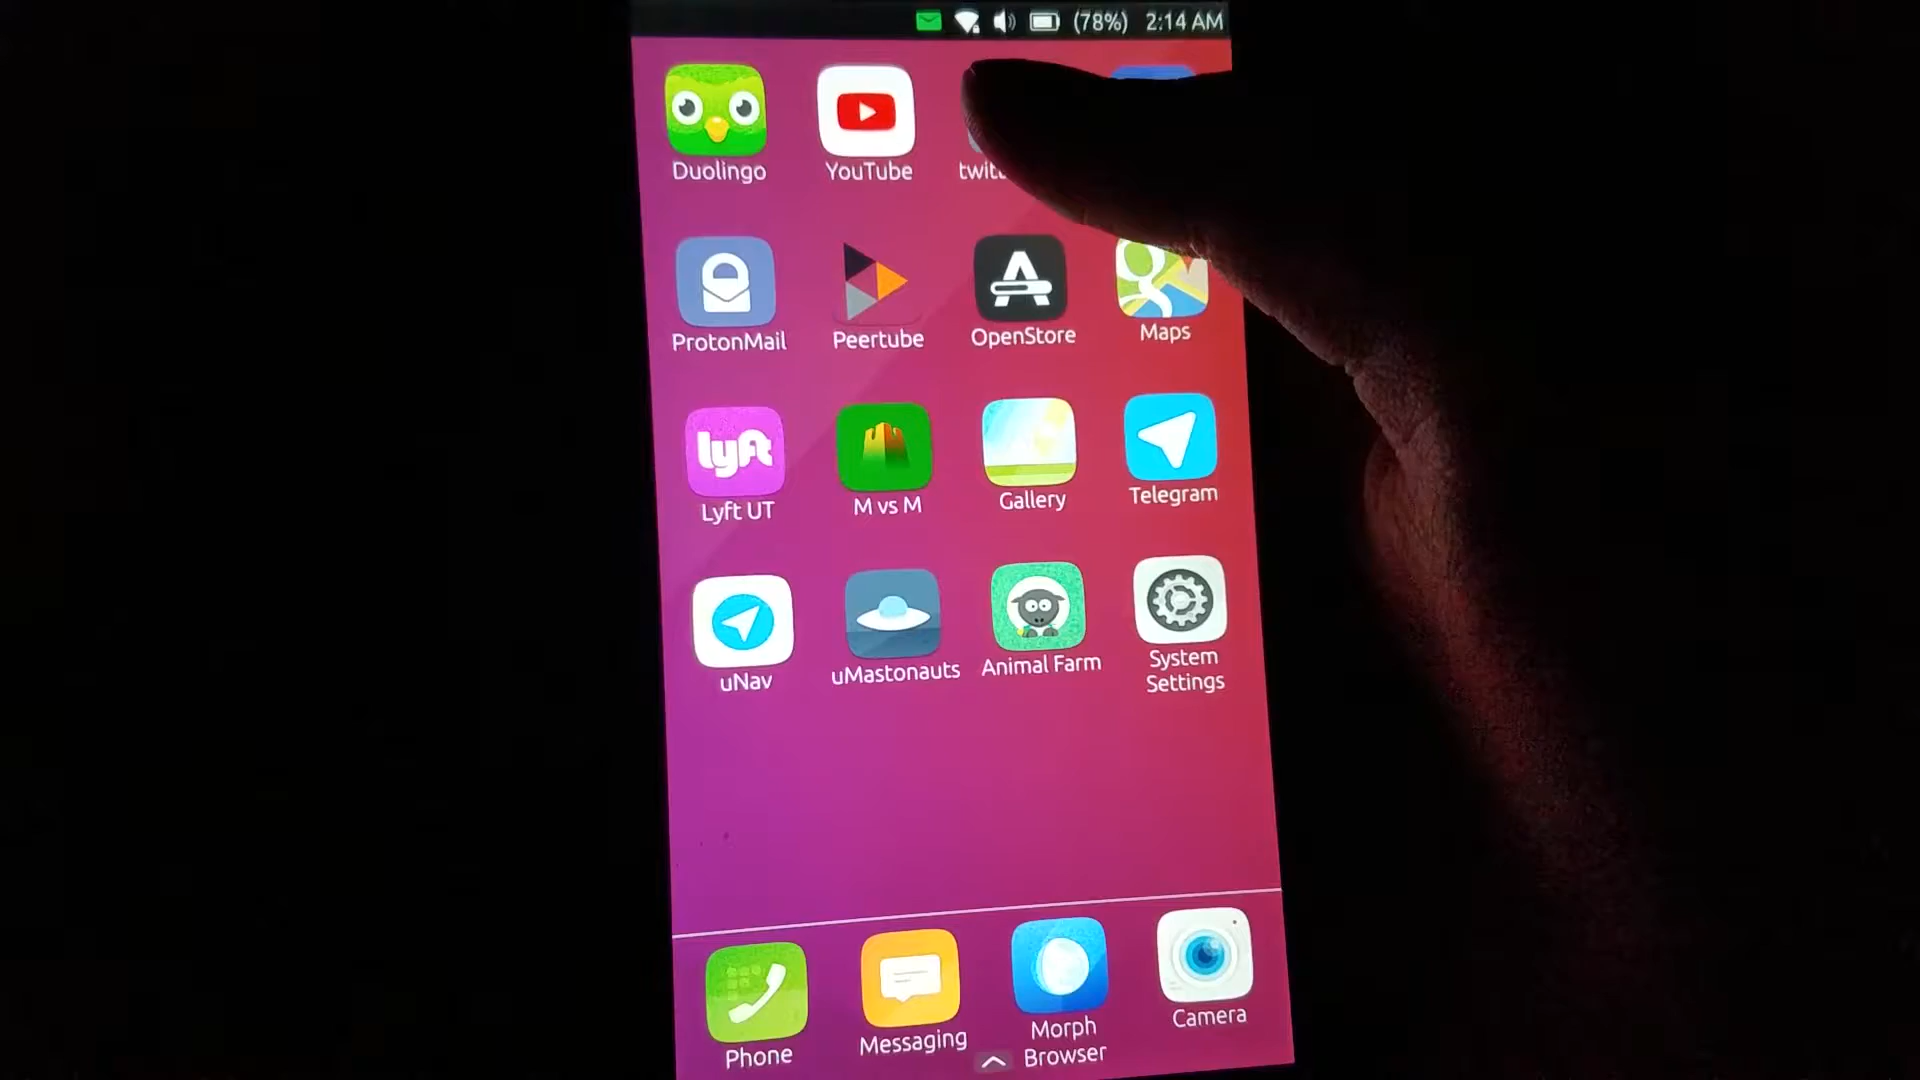 (78%) 2:14 AM
Duolingo YouTube
ProtonMail Peertube OpenStore Maps
lyft
Lyft UT M vs M Gallery Telegram
uNav uMastonauts Animal Farm System
Settings
Phone Messaging Morph
Browser Camera